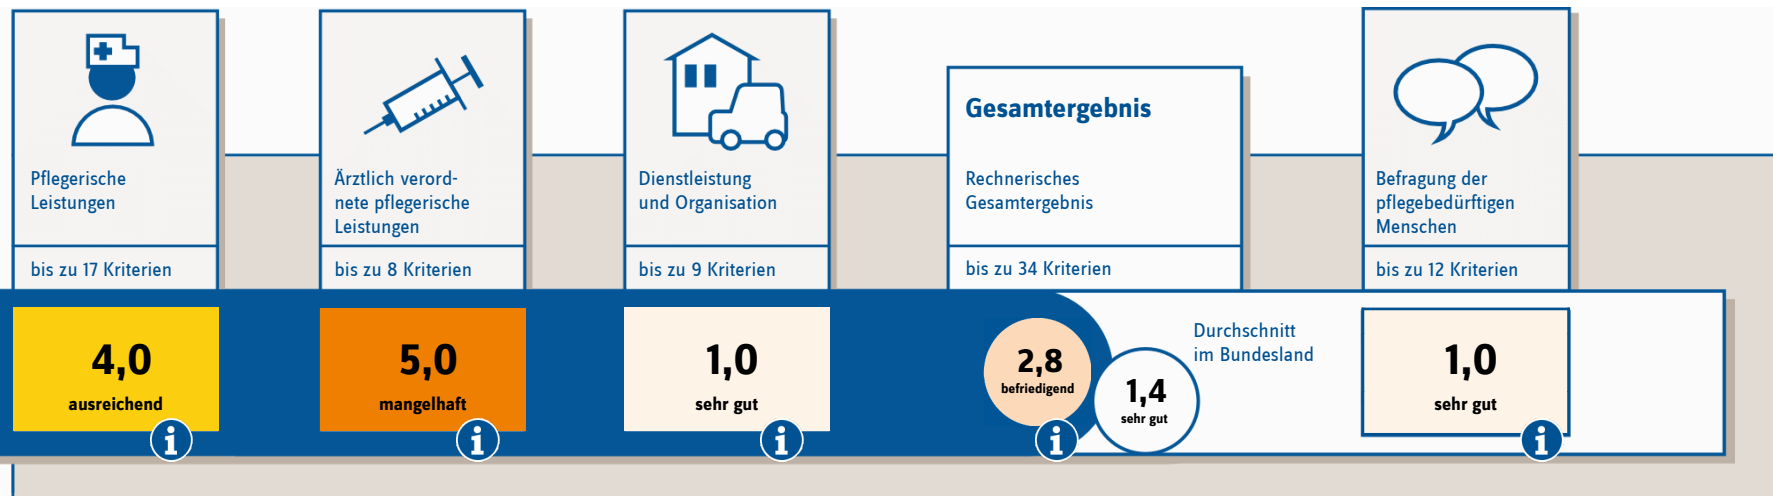 Pflegerische
Leistungen
bis zu 17 Kriterien
4,0
ausreichend
i
Ärztlich verord-
nete pflegerische
Leistungen
bis zu 8 Kriterien
5,0
mangelhaft
i
Dienstleistung
und Organisation
bis zu 9 Kriterien
1,0
sehr gut
i
Gesamtergebnis
Rechnerisches
Gesamtergebnis
bis zu 34 Kriterien
2,8
befriedigend
i
1,4
sehr gut
Durchschnitt
im Bundesland
Befragung der
pflegebedürftigen
Menschen
bis zu 12 Kriterien
1,0
sehr gut
i